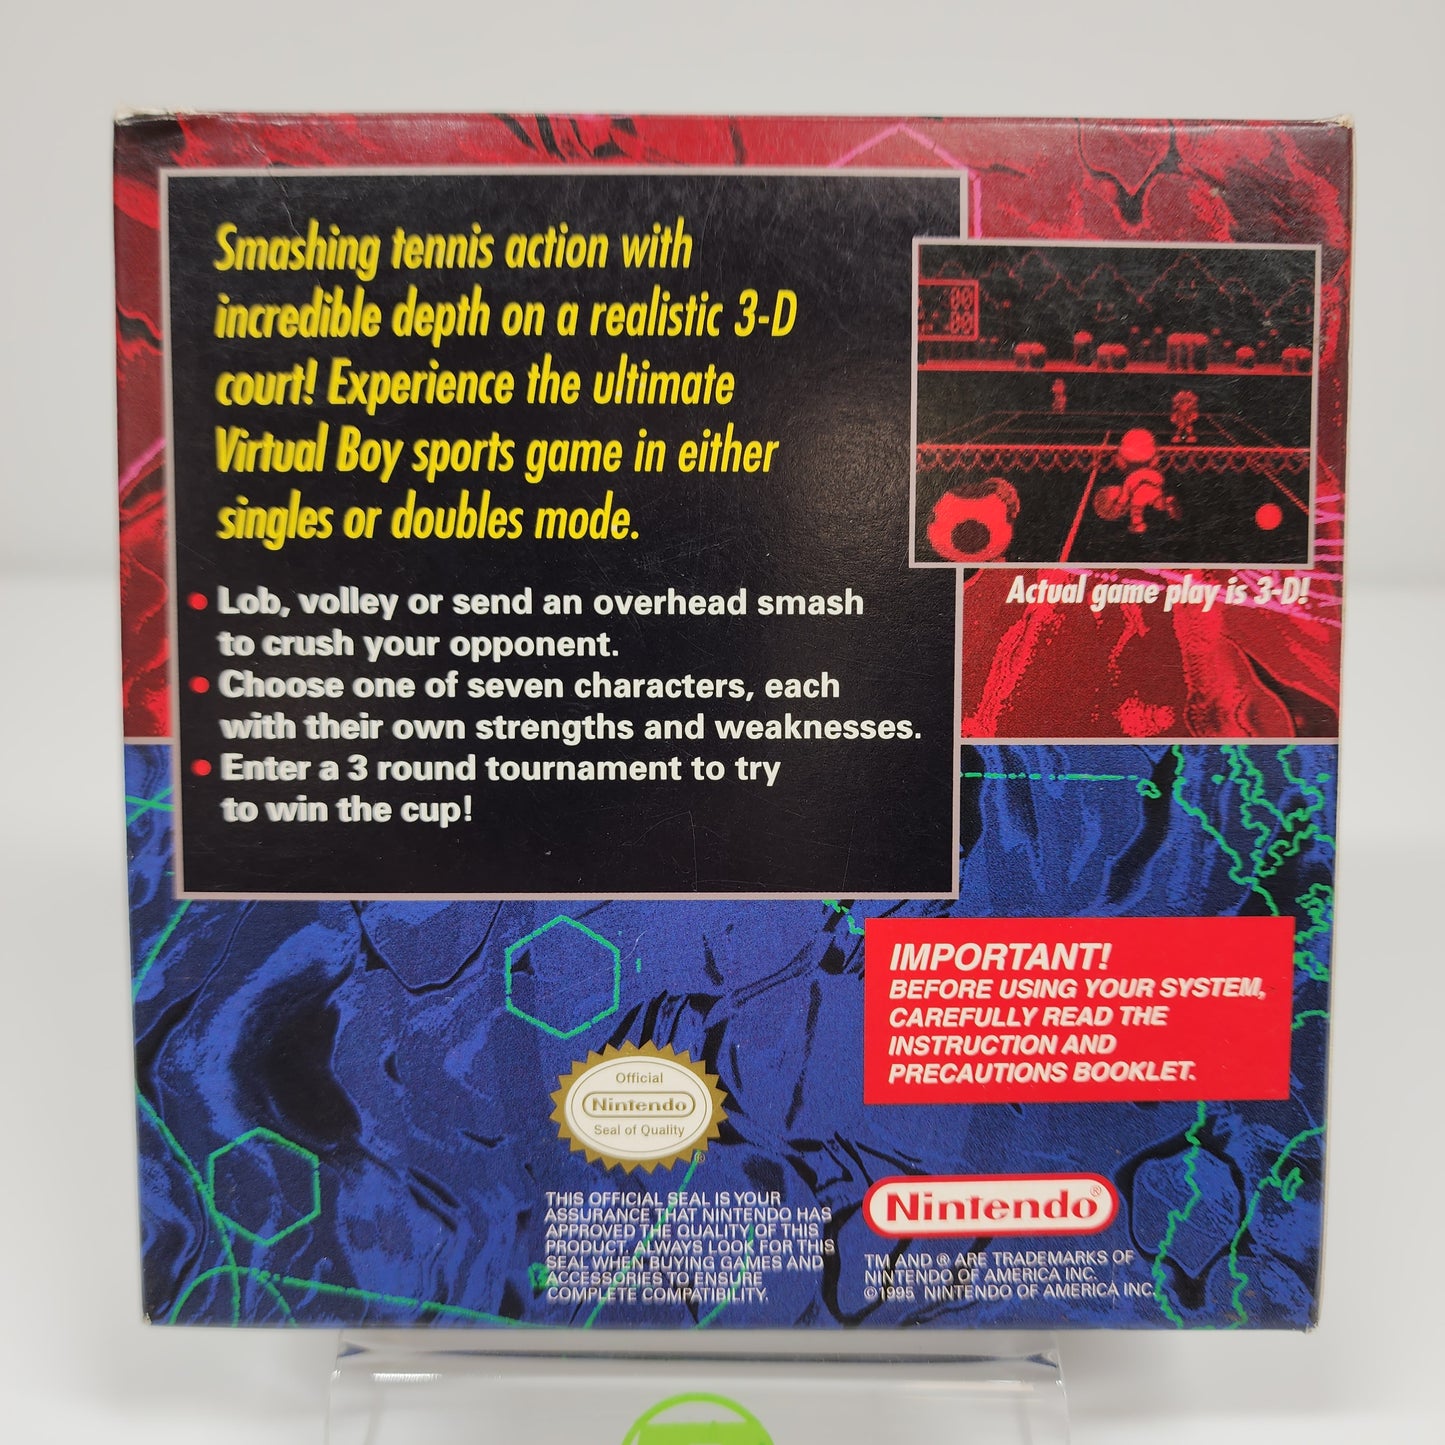 Smashing tennis action with
incredible depth on a realistic 3-D
court! Experience the ultimate
Virtual Boy sports game in either
singles or doubles mode.
• Lob, volley or send an overhead smash
to crush your opponent.
• Choose one of seven characters, each
with their own strengths and weaknesses.
• Enter a 3 round tournament to try
to win the cup!
00
00
Actual game play is 3-D!
IMPORTANT!
BEFORE USING YOUR SYSTEM,
CAREFULLY READ THE
INSTRUCTION AND
PRECAUTIONS BOOKLET.
Official
Nintendo
Seal of Quality
®
THIS OFFICIAL SEAL IS YOUR
ASSURANCE THAT NINTENDO HAS
APPROVED THE QUALITY OF THIS
PRODUCT. ALWAYS LOOK FOR THIS
SEAL WHEN BUYING GAMES AND
ACCESSORIES TO ENSURE
COMPLETE COMPATIBILITY.
Nintendo®
TM AND ® ARE TRADEMARKS OF
NINTENDO OF AMERICA INC.
©1995 NINTENDO OF AMERICA INC.